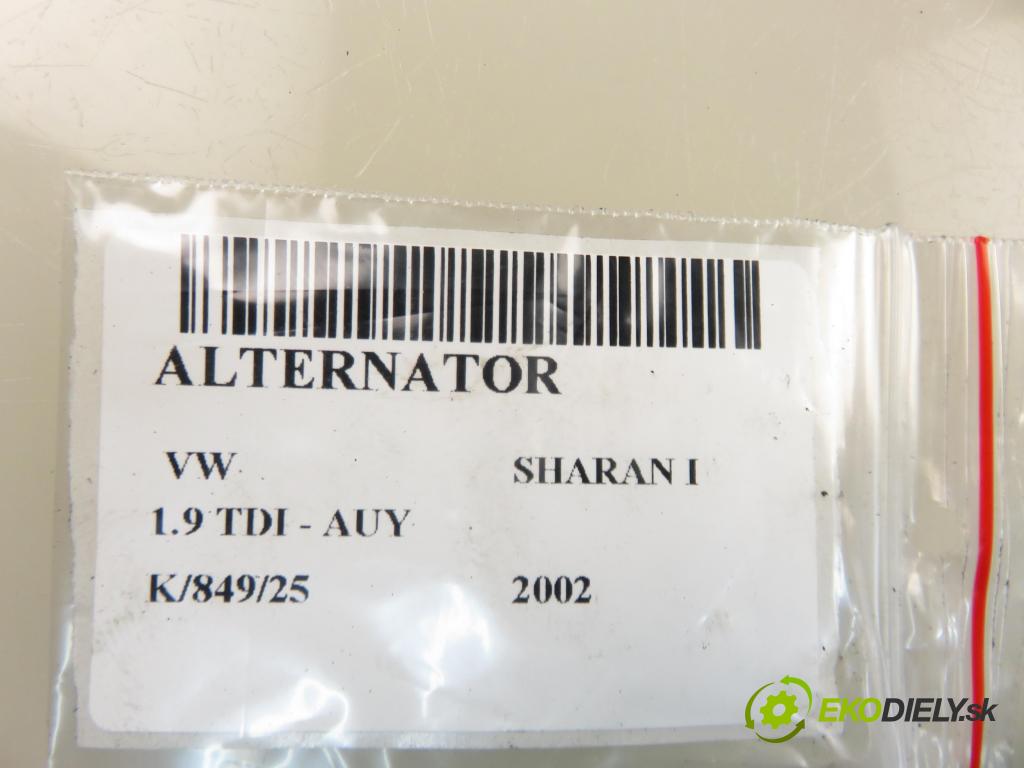 ALTERNATOR
VW SHARAN I
1.9 TDI - AUY
K/849/25 2002
EKODIELY.sk